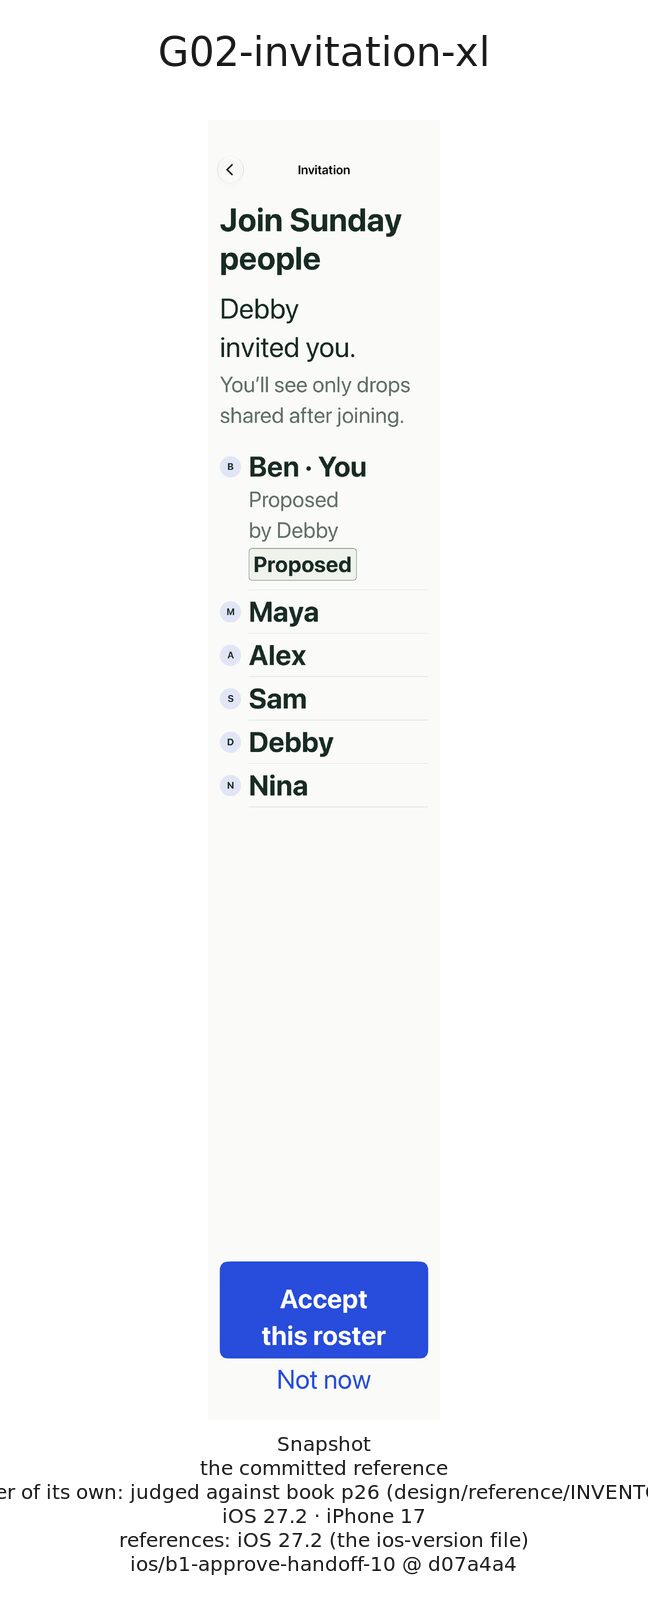 G02-invitation-xl
Invitation
Join Sunday
people
Debby
invited you.
You’ll see only drops
shared after joining.
B Ben · You
Proposed
by Debby
Proposed
M Maya
A Alex
S Sam
D Debby
N Nina
Accept
this roster
Not now
Snapshot
the committed reference
of its own: judged against book p26 (design/reference/
iOS 27.2 · iPhone 17
references: iOS 27.2 (the ios-version file)
ios/b1-approve-handoff-10 @ d07a4a4